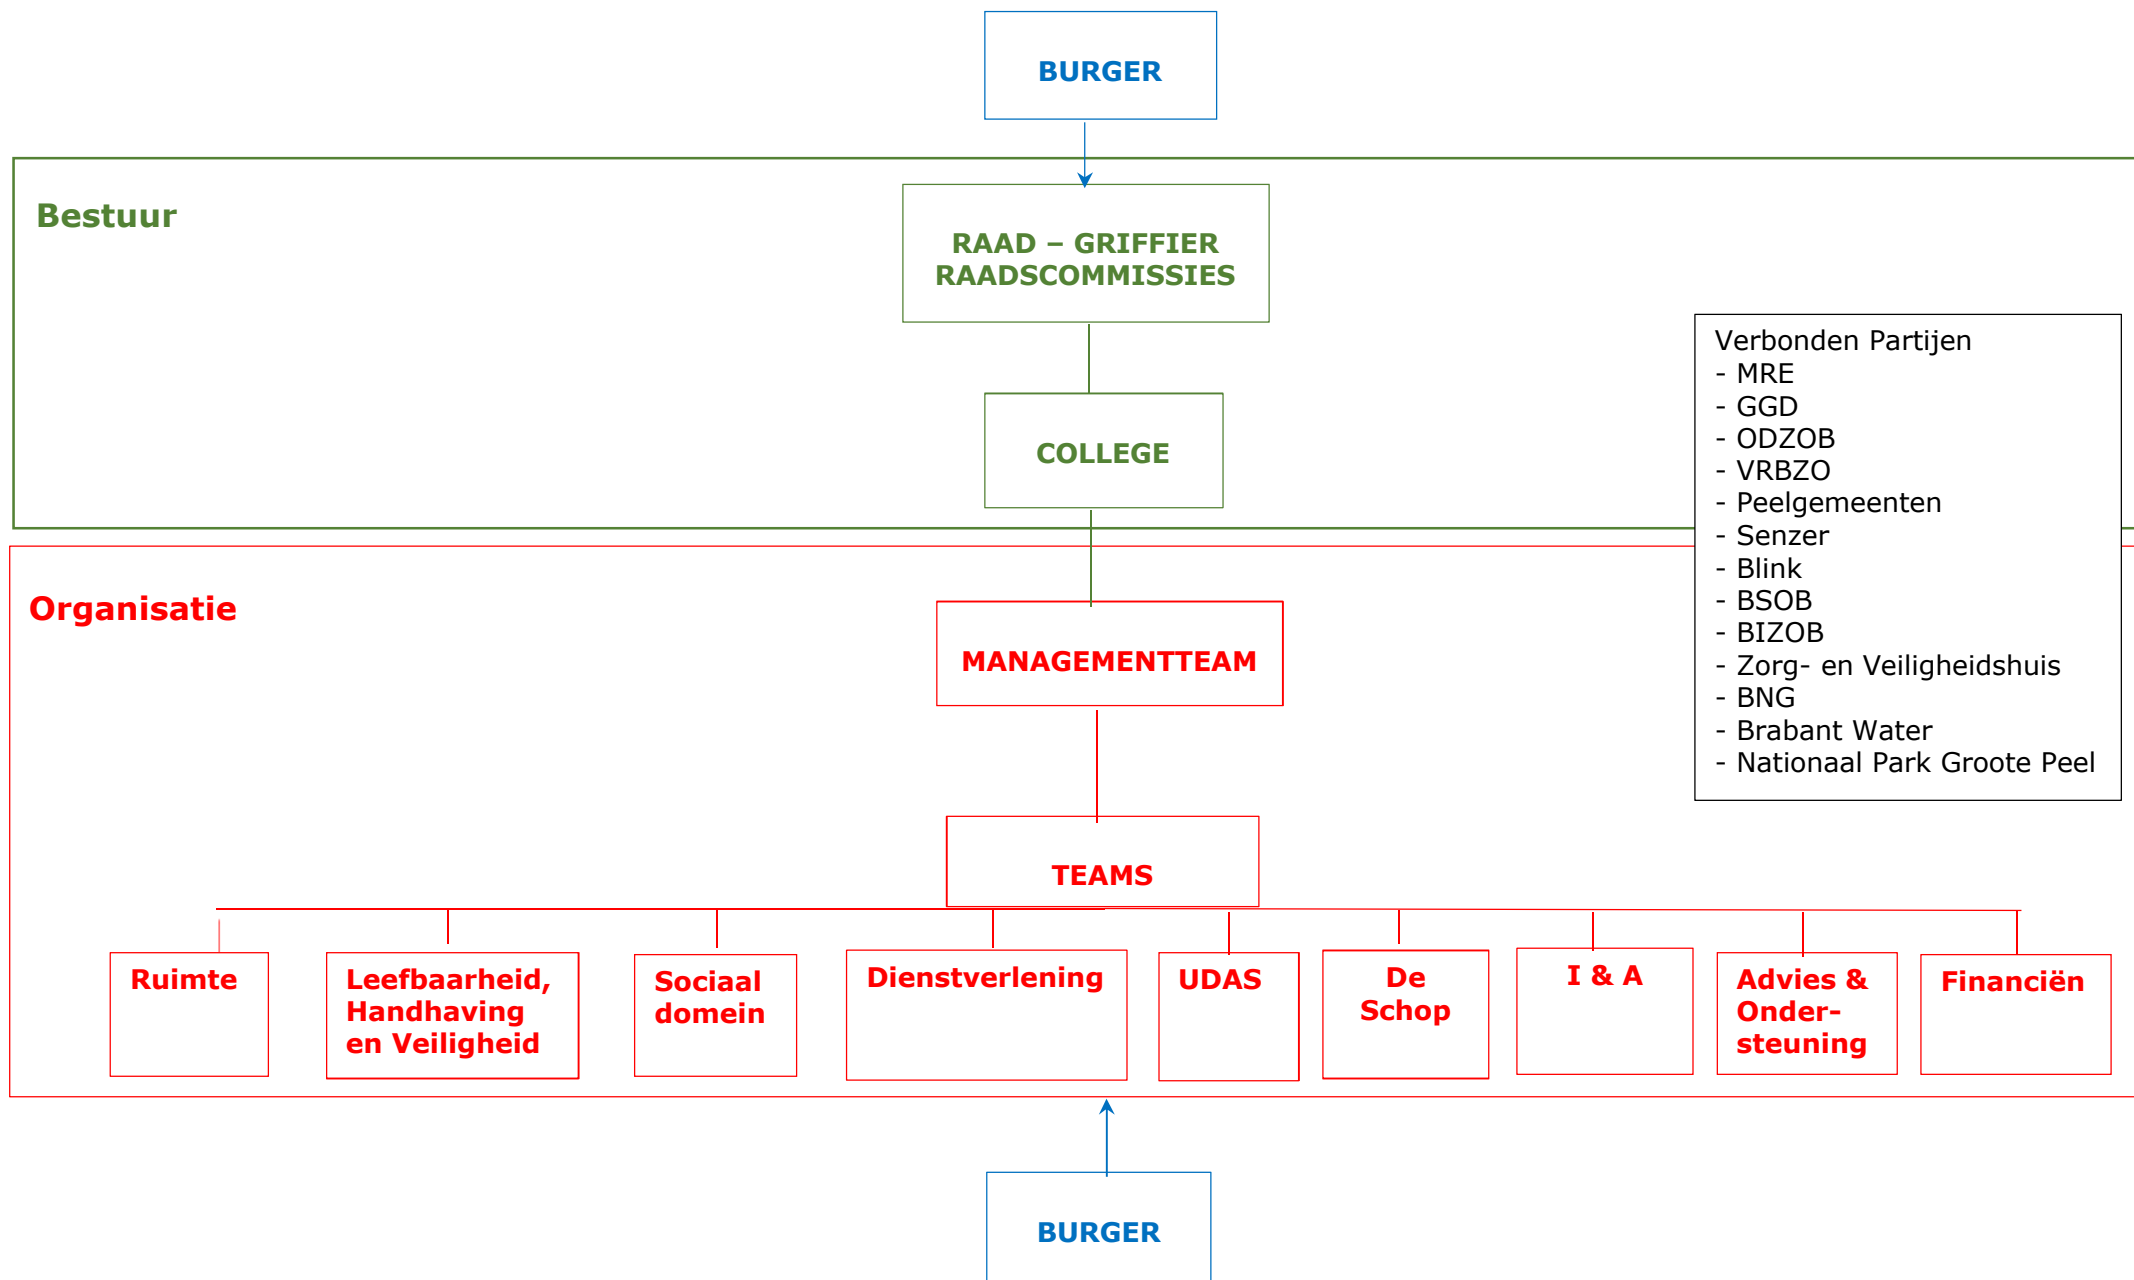 BURGER
Bestuur
RAAD – GRIFFIER
RAADSCOMMISSIES
COLLEGE
Verbonden Partijen
- MRE
- GGD
- ODZOB
- VRBZO
- Peelgemeenten
- Senzer
- Blink
- BSOB
- BIZOB
- Zorg- en Veiligheidshuis
- BNG
- Brabant Water
- Nationaal Park Groote Peel
Organisatie
MANAGEMENTTEAM
TEAMS
Ruimte
Leefbaarheid,
Handhaving
en Veiligheid
Sociaal
domein
Dienstverlening
UDAS
De
Schop
I & A
Advies &
Onder-
steuning
Financiën
BURGER